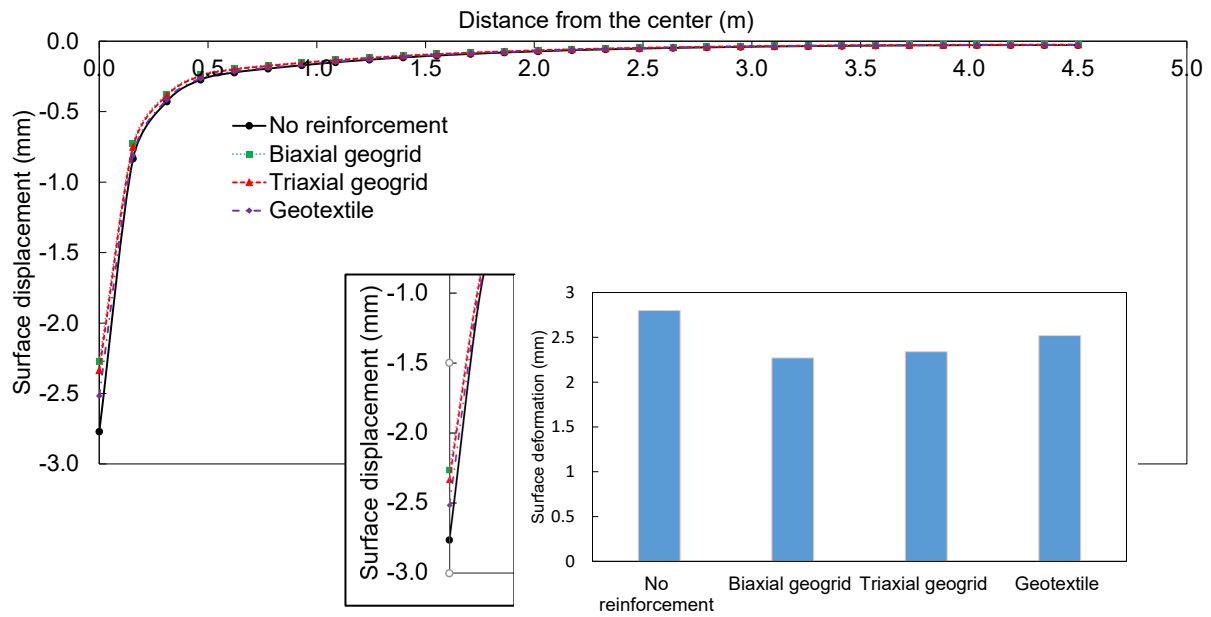 Distance from the center (m)
0.0
0.0 0.5 1.0 1.5 2.0 2.5 3.0 3.5 4.0 4.5 5.0
-0.5
-1.0
-1.5
-2.0
-2.5
-3.0
Surface displacement (mm)
No reinforcement
Biaxial geogrid
Triaxial geogrid
Geotextile
Surface displacement (mm)
-1.0
-1.5
-2.0
-2.5
-3.0
Surface deformation (mm)
3
2.5
2
1.5
1
0.5
0
No
reinforcement
Biaxial geogrid
Triaxial geogrid
Geotextile